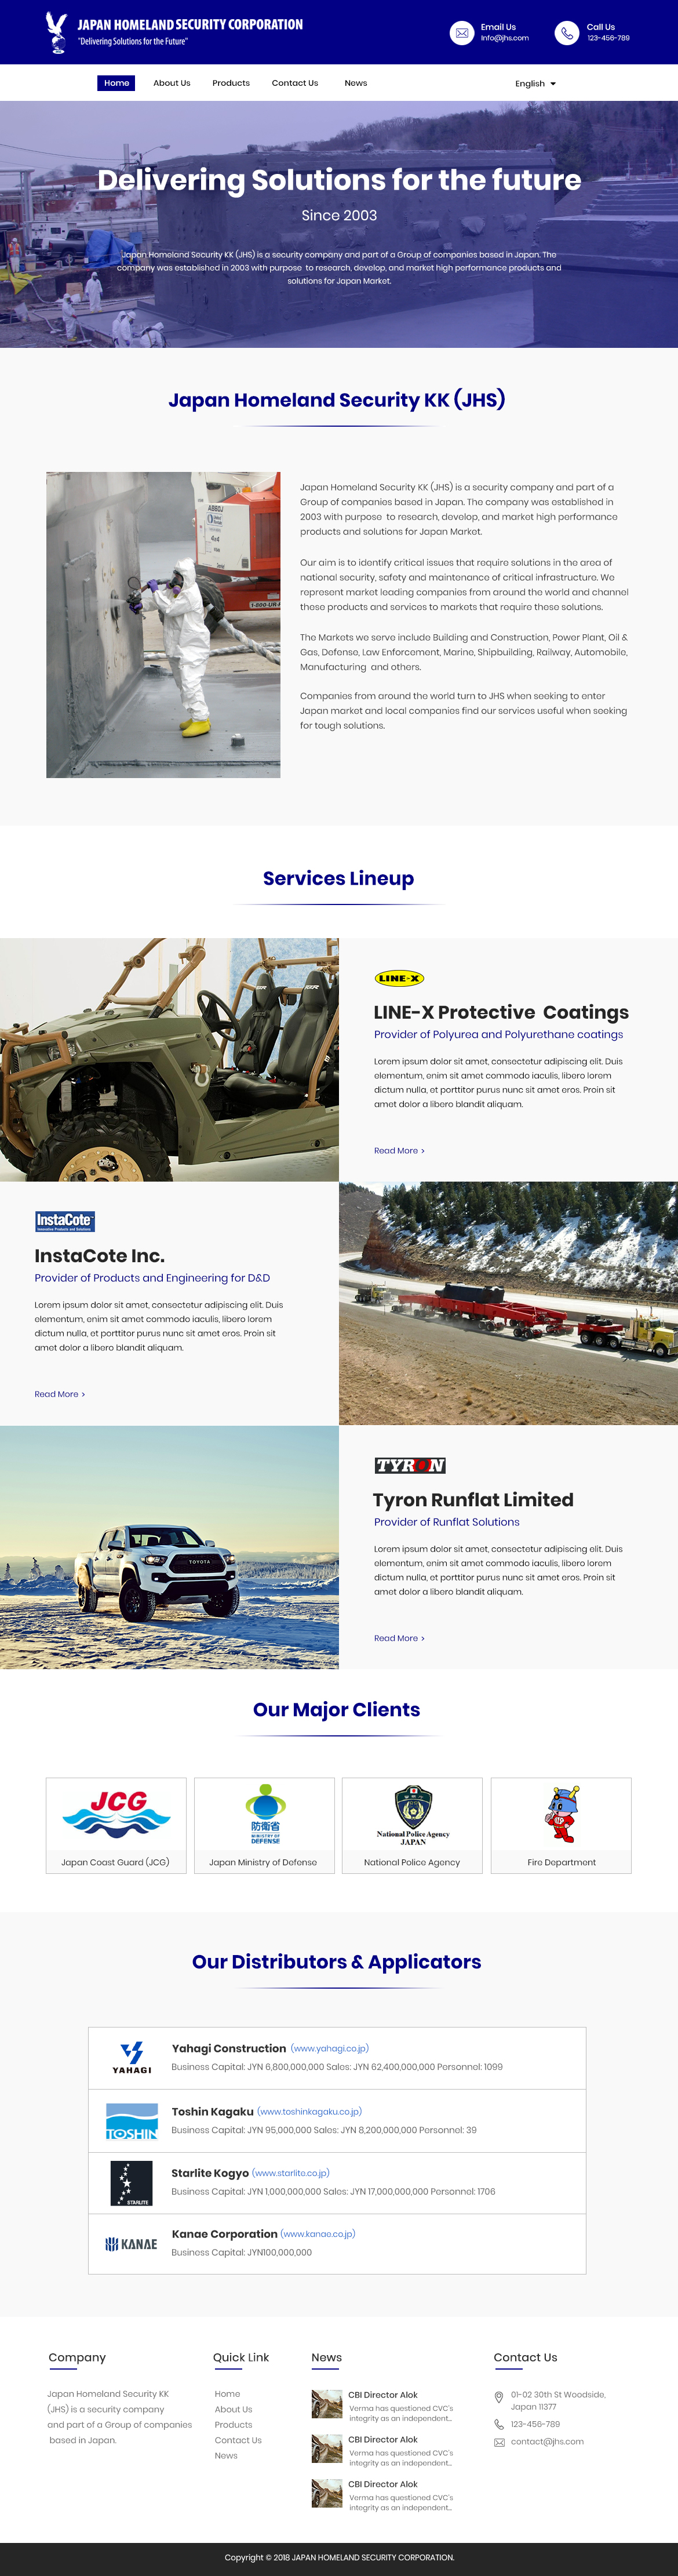 JAPAN HOMELAND SECURITY CORPORATION
"Delivering Solutions for the Future"
Email Us
Info@jhs.com
Call Us
123-456-789
Home
About Us
Products
Contact Us
News
English
Delivering Solutions for the future
Since 2003
Japan Homeland Security KK (JHS) is a security company and part of a Group of companies based in Japan. The
company was established in 2003 with purpose to research, develop, and market high performance products and
solutions for Japan Market.
Japan Homeland Security KK (JHS)
Japan Homeland Security KK (JHS) is a security company and part of a
Group of companies based in Japan. The company was established in
2003 with purpose to research, develop, and market high performance
products and solutions for Japan Market.
Our aim is to identify critical issues that require solutions in the area of
national security, safety and maintenance of critical infrastructure. We
represent market leading companies from around the world and channel
these products and services to markets that require these solutions.
The Markets we serve include Building and Construction, Power Plant, Oil &
Gas, Defense, Law Enforcement, Marine, Shipbuilding, Railway, Automobile,
Manufacturing and others.
Companies from around the world turn to JHS when seeking to enter
Japan market and local companies find our services useful when seeking
for tough solutions.
Services Lineup
LINE-X
LINE-X Protective Coatings
Provider of Polyurea and Polyurethane coatings
Lorem ipsum dolor sit amet, consectetur adipiscing elit. Duis
elementum, enim sit amet commodo iaculis, libero lorem
dictum nulla, et porttitor purus nunc sit amet eros. Proin sit
amet dolor a libero blandit aliquam.
Read More >
InstaCote
Innovative Products and Solutions
InstaCote Inc.
Provider of Products and Engineering for D&D
Lorem ipsum dolor sit amet, consectetur adipiscing elit. Duis
elementum, enim sit amet commodo iaculis, libero lorem
dictum nulla, et porttitor purus nunc sit amet eros. Proin sit
amet dolor a libero blandit aliquam.
Read More >
TOYOTA
TYRON
Tyron Runflat Limited
Provider of Runflat Solutions
Lorem ipsum dolor sit amet, consectetur adipiscing elit. Duis
elementum, enim sit amet commodo iaculis, libero lorem
dictum nulla, et porttitor purus nunc sit amet eros. Proin sit
amet dolor a libero blandit aliquam.
Read More >
Our Major Clients
JCG
Japan Coast Guard (JCG)
防衛省
MINISTRY OF
DEFENSE
Japan Ministry of Defense
National Police Agency
JAPAN
National Police Agency
Fire Department
Our Distributors & Applicators
YAHAGI
Yahagi Construction (www.yahagi.co.jp)
Business Capital: JYN 6,800,000,000 Sales: JYN 62,400,000,000 Personnel: 1099
TOSHIN
Toshin Kagaku (www.toshinkagaku.co.jp)
Business Capital: JYN 95,000,000 Sales: JYN 8,200,000,000 Personnel: 39
STARLITE
Starlite Kogyo (www.starlite.co.jp)
Business Capital: JYN 1,000,000,000 Sales: JYN 17,000,000,000 Personnel: 1706
KANAE
Kanae Corporation (www.kanae.co.jp)
Business Capital: JYN100,000,000
Company
Japan Homeland Security KK
(JHS) is a security company
and part of a Group of companies
based in Japan.
Quick Link
Home
About Us
Products
Contact Us
News
News
CBI Director Alok
Verma has questioned CVC's
integrity as an independent...
CBI Director Alok
Verma has questioned CVC's
integrity as an independent...
CBI Director Alok
Verma has questioned CVC's
integrity as an independent...
Contact Us
01-02 30th St Woodside,
Japan 11377
123-456-789
contact@jhs.com
Copyright © 2018 JAPAN HOMELAND SECURITY CORPORATION.